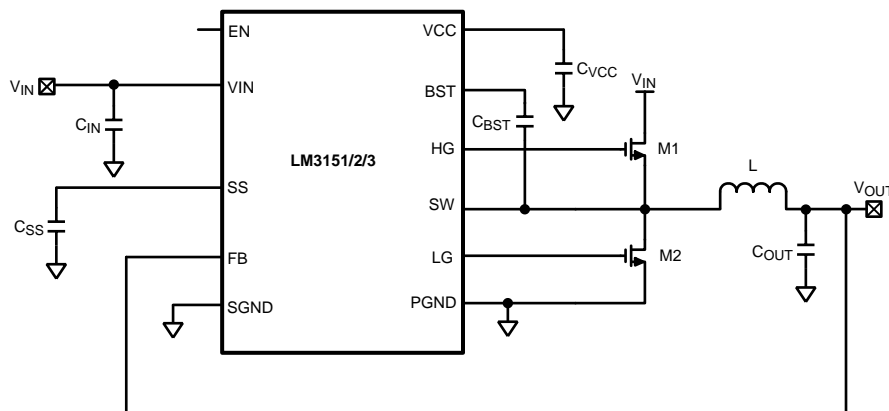 EN
VCC
V_IN
VIN
C_IN
BST
C_VCC
V_IN
C_BST
LM3151/2/3
HG
M1
SS
SW
L
V_OUT
C_SS
FB
LG
M2
C_OUT
SGND
PGND